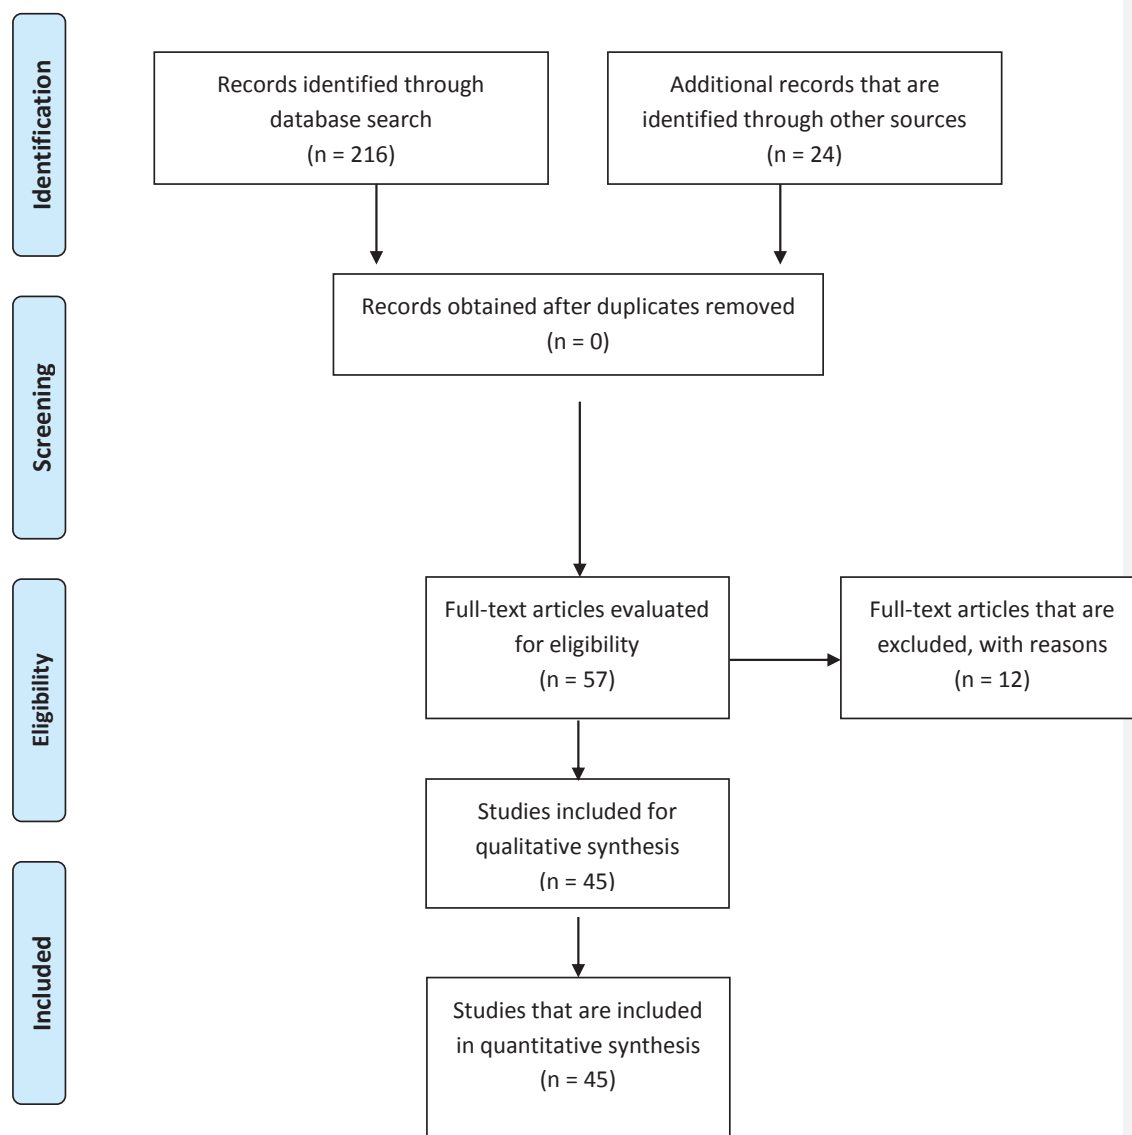 Identification
Records identified through
database search
(n = 216)
Additional records that are
identified through other sources
(n = 24)
Screening
Records obtained after duplicates removed
(n = 0)
Eligibility
Full-text articles evaluated
for eligibility
(n = 57)
Full-text articles that are
excluded, with reasons
(n = 12)
Studies included for
qualitative synthesis
(n = 45)
Included
Studies that are included
in quantitative synthesis
(n = 45)